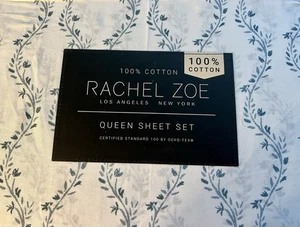 100%
COTTON
100% COTTON
RACHEL ZOE
LOS ANGELES NEW YORK
QUEEN SHEET SET
CERTIFIED STANDARD 100 BY OEKO-TEX®